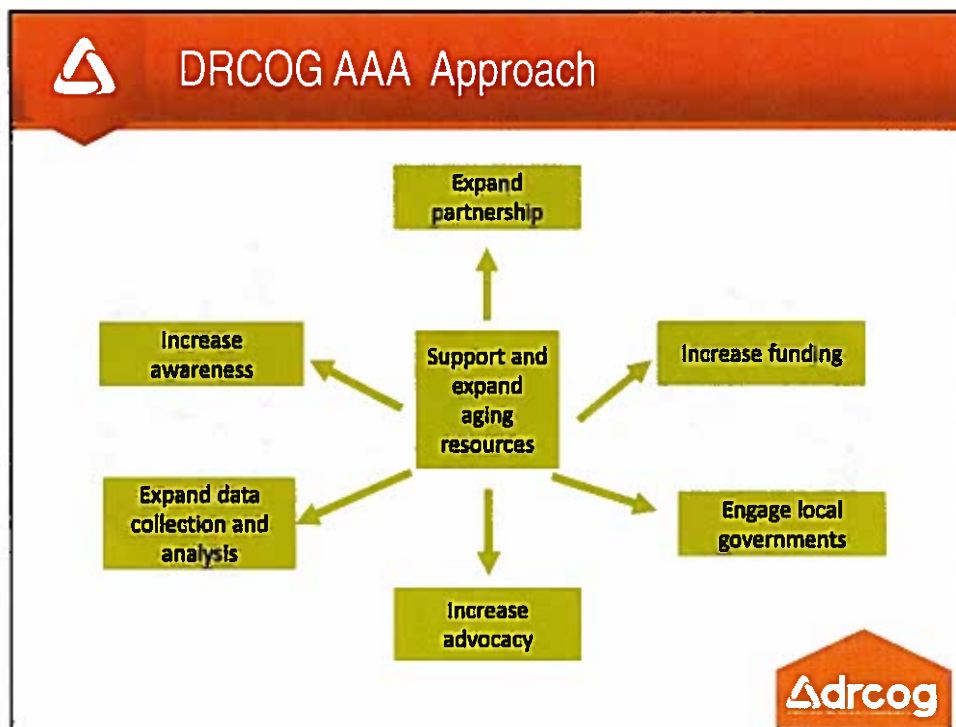 DRCOG AAA Approach
Expand
partnership
Increase
awareness
Support and
expand
aging
resources
Increase funding
Expand data
collection and
analysis
Engage local
governments
Increase
advocacy
drcog